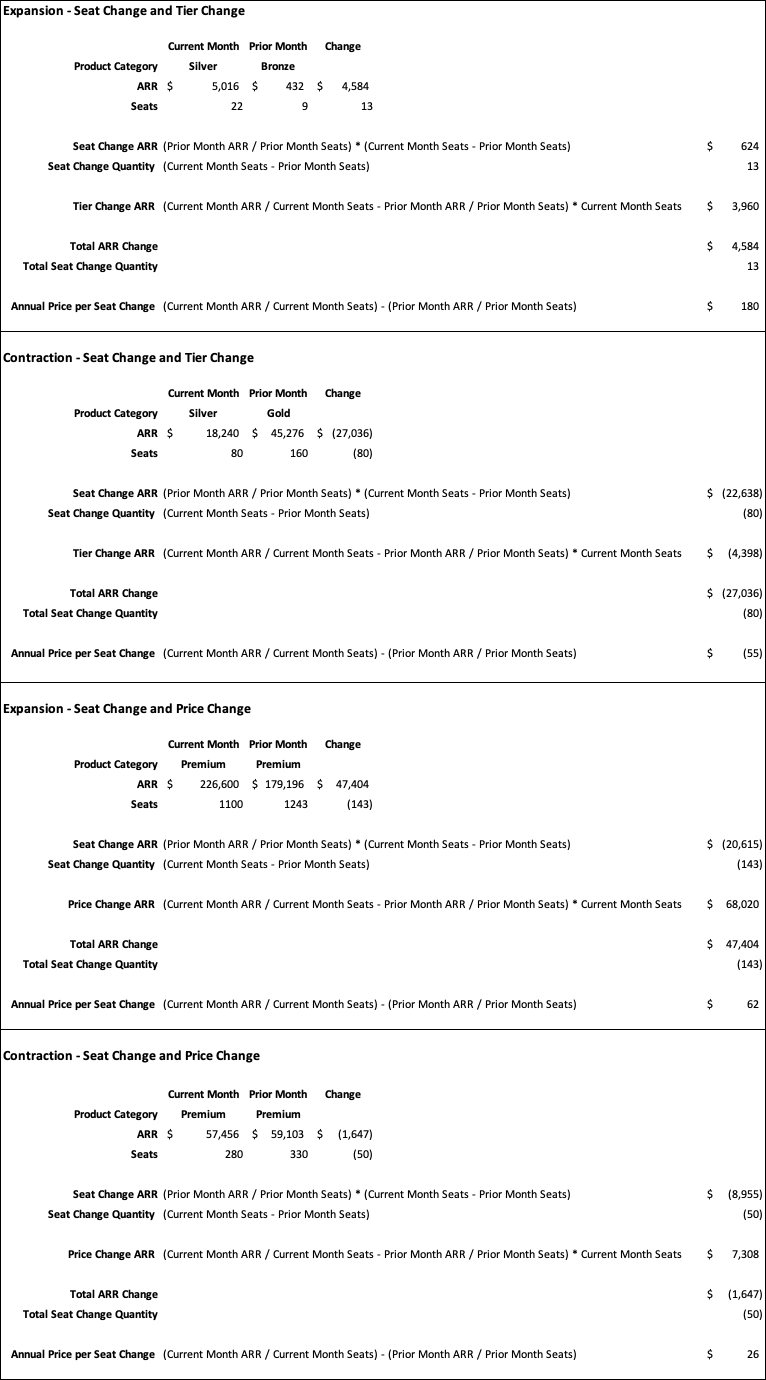 Expansion - Seat Change and Tier Change
Current Month Prior Month Change
Product Category Silver Bronze
ARR $ 5,016 $ 432 $ 4,584
Seats 22 9 13
Seat Change ARR (Prior Month ARR / Prior Month Seats) * (Current Month Seats - Prior Month Seats) $ 624
Seat Change Quantity (Current Month Seats - Prior Month Seats) 13
Tier Change ARR (Current Month ARR / Current Month Seats - Prior Month ARR / Prior Month Seats) * Current Month Seats $ 3,960
Total ARR Change $ 4,584
Total Seat Change Quantity 13
Annual Price per Seat Change (Current Month ARR / Current Month Seats) - (Prior Month ARR / Prior Month Seats) $ 180
Contraction - Seat Change and Tier Change
Current Month Prior Month Change
Product Category Silver Gold
ARR $ 18,240 $ 45,276 $ (27,036)
Seats 80 160 (80)
Seat Change ARR (Prior Month ARR / Prior Month Seats) * (Current Month Seats - Prior Month Seats) $ (22,638)
Seat Change Quantity (Current Month Seats - Prior Month Seats) (80)
Tier Change ARR (Current Month ARR / Current Month Seats - Prior Month ARR / Prior Month Seats) * Current Month Seats $ (4,398)
Total ARR Change $ (27,036)
Total Seat Change Quantity (80)
Annual Price per Seat Change (Current Month ARR / Current Month Seats) - (Prior Month ARR / Prior Month Seats) $ (55)
Expansion - Seat Change and Price Change
Current Month Prior Month Change
Product Category Premium Premium
ARR $ 226,600 $ 179,196 $ 47,404
Seats 1100 1243 (143)
Seat Change ARR (Prior Month ARR / Prior Month Seats) * (Current Month Seats - Prior Month Seats) $ (20,615)
Seat Change Quantity (Current Month Seats - Prior Month Seats) (143)
Price Change ARR (Current Month ARR / Current Month Seats - Prior Month ARR / Prior Month Seats) * Current Month Seats $ 68,020
Total ARR Change $ 47,404
Total Seat Change Quantity (143)
Annual Price per Seat Change (Current Month ARR / Current Month Seats) - (Prior Month ARR / Prior Month Seats) $ 62
Contraction - Seat Change and Price Change
Current Month Prior Month Change
Product Category Premium Premium
ARR $ 57,456 $ 59,103 $ (1,647)
Seats 280 330 (50)
Seat Change ARR (Prior Month ARR / Prior Month Seats) * (Current Month Seats - Prior Month Seats) $ (8,955)
Seat Change Quantity (Current Month Seats - Prior Month Seats) (50)
Price Change ARR (Current Month ARR / Current Month Seats - Prior Month ARR / Prior Month Seats) * Current Month Seats $ 7,308
Total ARR Change $ (1,647)
Total Seat Change Quantity (50)
Annual Price per Seat Change (Current Month ARR / Current Month Seats) - (Prior Month ARR / Prior Month Seats) $ 26